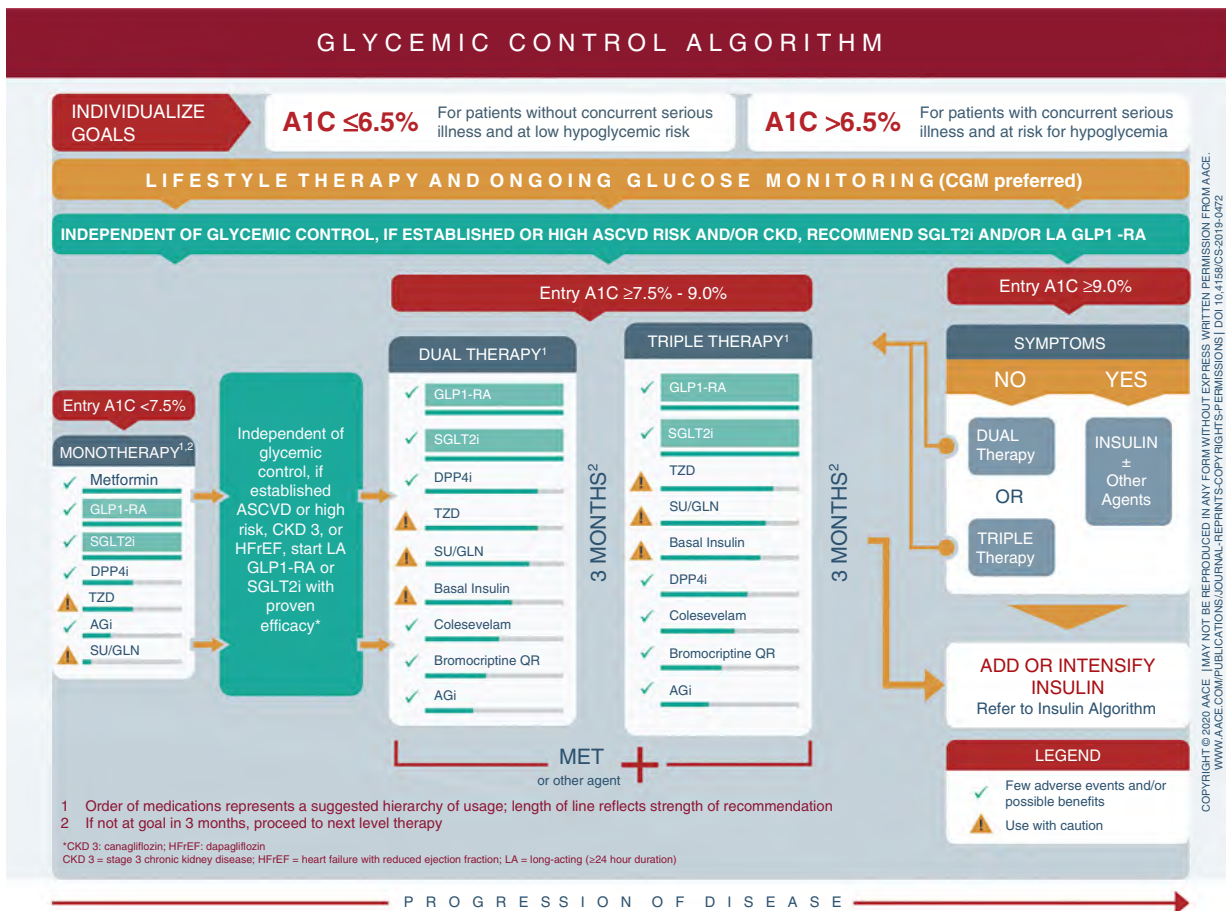 GLYCEMIC CONTROL ALGORITHM
INDIVIDUALIZE
GOALS
A1C ≤6.5%
For patients without concurrent serious
illness and at low hypoglycemic risk
A1C >6.5%
For patients with concurrent serious
illness and at risk for hypoglycemia
LIFESTYLE THERAPY AND ONGOING GLUCOSE MONITORING (CGM preferred)
INDEPENDENT OF GLYCEMIC CONTROL, IF ESTABLISHED OR HIGH ASCVD RISK AND/OR CKD, RECOMMEND SGLT2i AND/OR LA GLP1 -RA
Entry A1C <7.5%
MONOTHERAPY1,2
Metformin
GLP1-RA
SGLT2i
DPP4i
TZD
AGi
SU/GLN
Independent of
glycemic
control, if
established
ASCVD or high
risk, CKD 3, or
HFrEF, start LA
GLP1-RA or
SGLT2i with
proven
efficacy*
Entry A1C ≥7.5% - 9.0%
DUAL THERAPY1
GLP1-RA
SGLT2i
DPP4i
TZD
SU/GLN
Basal Insulin
Colesevelam
Bromocriptine QR
AGi
3 MONTHS2
TRIPLE THERAPY1
GLP1-RA
SGLT2i
TZD
SU/GLN
Basal Insulin
DPP4i
Colesevelam
Bromocriptine QR
AGi
3 MONTHS2
MET
or other agent
Entry A1C ≥9.0%
SYMPTOMS
NO
YES
DUAL
Therapy
OR
TRIPLE
Therapy
INSULIN
±
Other
Agents
ADD OR INTENSIFY
INSULIN
Refer to Insulin Algorithm
LEGEND
Few adverse events and/or
possible benefits
Use with caution
1 Order of medications represents a suggested hierarchy of usage; length of line reflects strength of recommendation
2 If not at goal in 3 months, proceed to next level therapy
*CKD 3: canagliflozin; HFrEF: dapagliflozin
CKD 3 = stage 3 chronic kidney disease; HFrEF = heart failure with reduced ejection fraction; LA = long-acting (≥24 hour duration)
PROGRESSION OF DISEASE
COPYRIGHT © 2020 AACE | MAY NOT BE REPRODUCED IN ANY FORM WITHOUT EXPRESS WRITTEN PERMISSION FROM AACE.
WWW.AACE.COM/PUBLICATIONS/JOURNAL-REPRINTS-COPYRIGHTS-PERMISSIONS | DOI 10.4158/CS-2019-0472